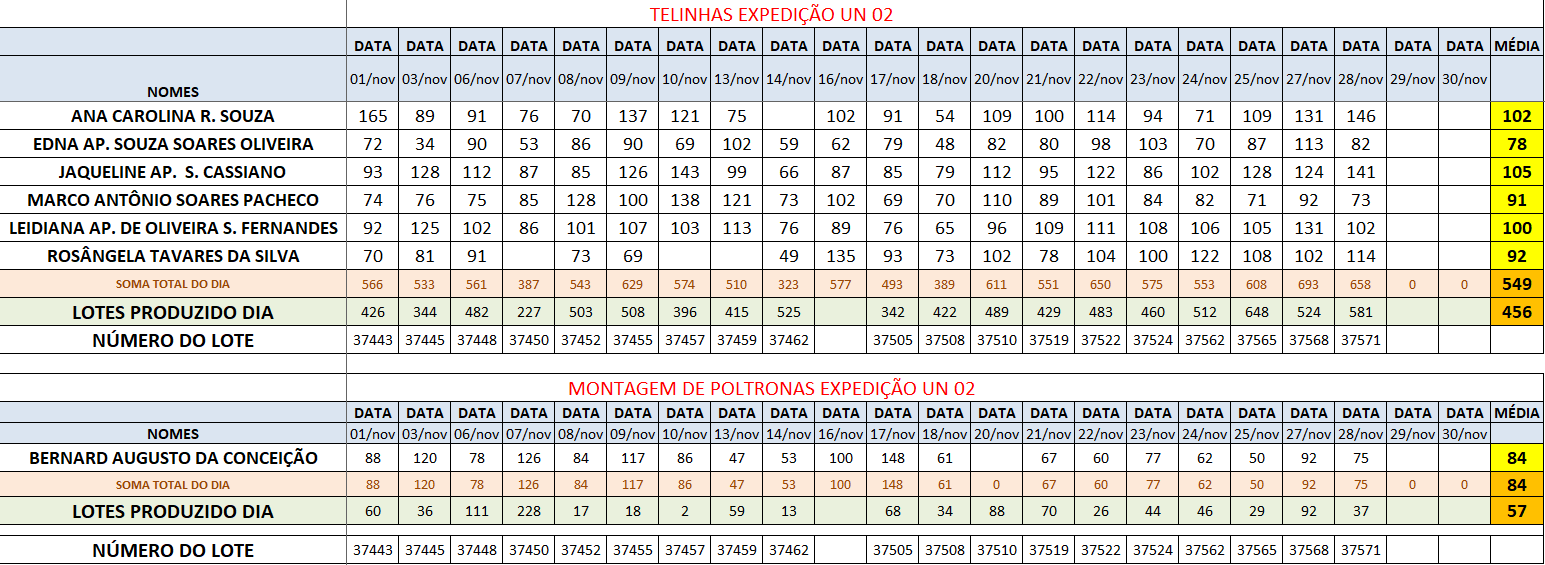 TELINHAS EXPEDIÇÃO UN 02
DATA DATA DATA DATA DATA DATA DATA DATA DATA DATA DATA DATA DATA DATA DATA DATA DATA DATA DATA DATA DATA DATA MÉDIA
NOMES 01/nov 03/nov 06/nov 07/nov 08/nov 09/nov 10/nov 13/nov 14/nov 16/nov 17/nov 18/nov 20/nov 21/nov 22/nov 23/nov 24/nov 25/nov 27/nov 28/nov 29/nov 30/nov
ANA CAROLINA R. SOUZA 165 89 91 76 70 137 121 75 102 91 54 109 100 114 94 71 109 131 146 102
EDNA AP. SOUZA SOARES OLIVEIRA 72 34 90 53 86 90 69 102 59 62 79 48 82 80 98 103 70 87 113 82 78
JAQUELINE AP. S. CASSIANO 93 128 112 87 85 126 143 99 66 87 85 79 112 95 122 86 102 128 124 141 105
MARCO ANTÔNIO SOARES PACHECO 74 76 75 85 128 100 138 121 73 102 69 70 110 89 101 84 82 71 92 73 91
LEIDIANA AP. DE OLIVEIRA S. FERNANDES 92 125 102 86 101 107 103 113 76 89 76 65 96 109 111 108 106 105 131 102 100
ROSÂNGELA TAVARES DA SILVA 70 81 91 73 69 49 135 93 73 102 78 104 100 122 108 102 114 92
SOMA TOTAL DO DIA 566 533 561 387 543 629 574 510 323 577 493 389 611 551 650 575 553 608 693 658 0 0 549
LOTES PRODUZIDO DIA 426 344 482 227 503 508 396 415 525 342 422 489 429 483 460 512 648 524 581 456
NÚMERO DO LOTE 37443 37445 37448 37450 37452 37455 37457 37459 37462 37505 37508 37510 37519 37522 37524 37562 37565 37568 37571
MONTAGEM DE POLTRONAS EXPEDIÇÃO UN 02
DATA DATA DATA DATA DATA DATA DATA DATA DATA DATA DATA DATA DATA DATA DATA DATA DATA DATA DATA DATA DATA DATA MÉDIA
NOMES 01/nov 03/nov 06/nov 07/nov 08/nov 09/nov 10/nov 13/nov 14/nov 16/nov 17/nov 18/nov 20/nov 21/nov 22/nov 23/nov 24/nov 25/nov 27/nov 28/nov 29/nov 30/nov
BERNARD AUGUSTO DA CONCEIÇÃO 88 120 78 126 84 117 86 47 53 100 148 61 67 60 77 62 50 92 75 84
SOMA TOTAL DO DIA 88 120 78 126 84 117 86 47 53 100 148 61 0 67 60 77 62 50 92 75 0 0 84
LOTES PRODUZIDO DIA 60 36 111 228 17 18 2 59 13 68 34 88 70 26 44 46 29 92 37 57
NÚMERO DO LOTE 37443 37445 37448 37450 37452 37455 37457 37459 37462 37505 37508 37510 37519 37522 37524 37562 37565 37568 37571